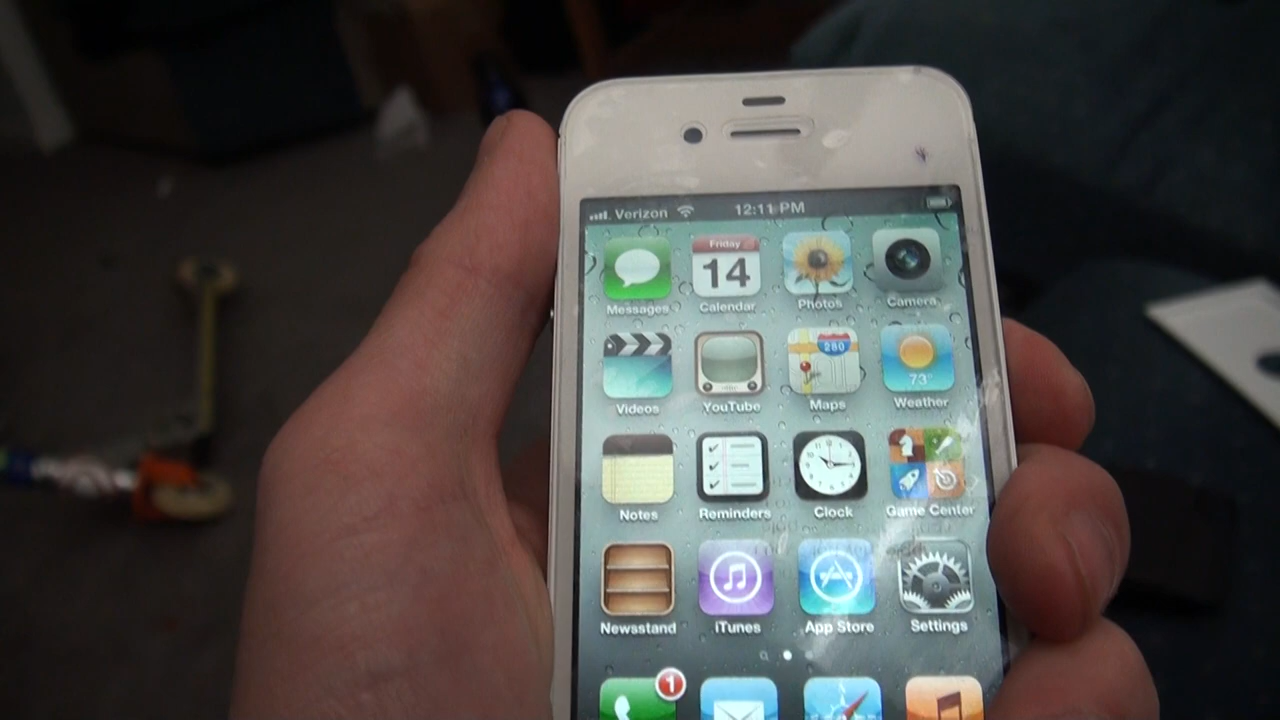 Verizon 12:11 PM
Friday
14
280
73°
Messages Calendar Photos Camera
Videos YouTube Maps Weather
Notes Reminders Clock Game Center
Newsstand iTunes App Store Settings
1